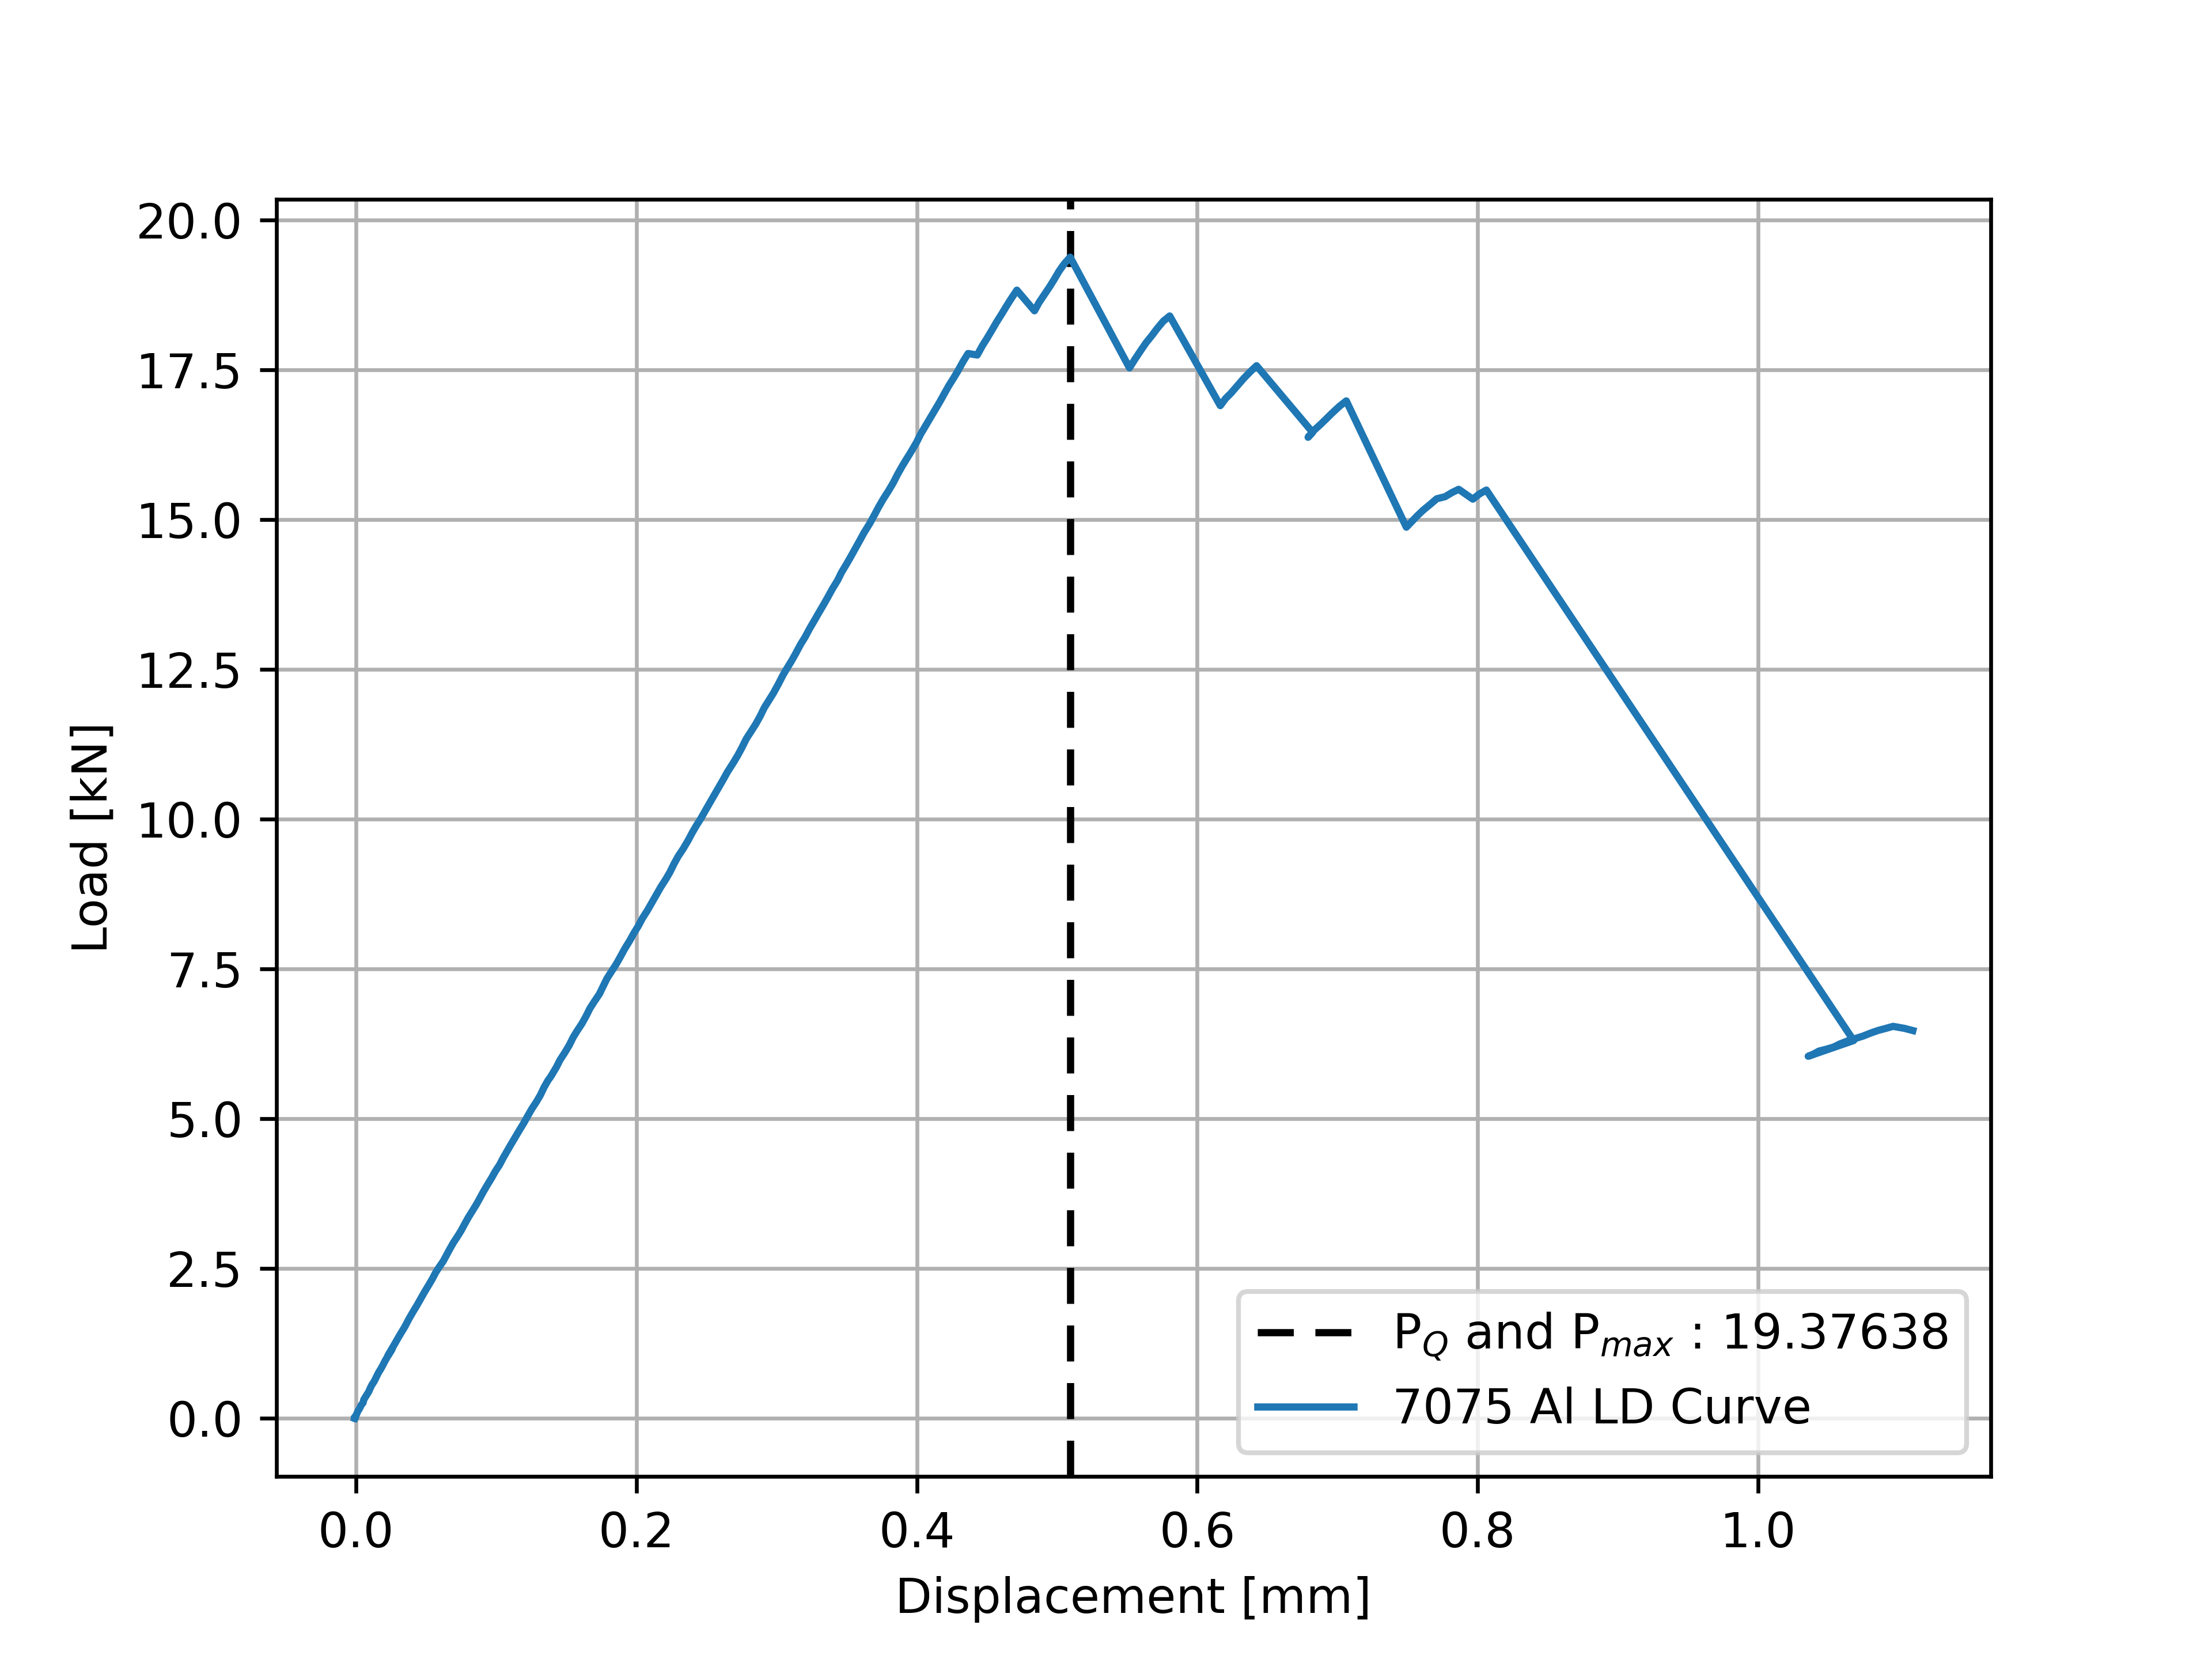 20.0
17.5
15.0
12.5
10.0
7.5
5.0
2.5
0.0
Load [kN]
0.0 0.2 0.4 0.6 0.8 1.0
Displacement [mm]
P_Q and P_max : 19.37638
7075 Al LD Curve